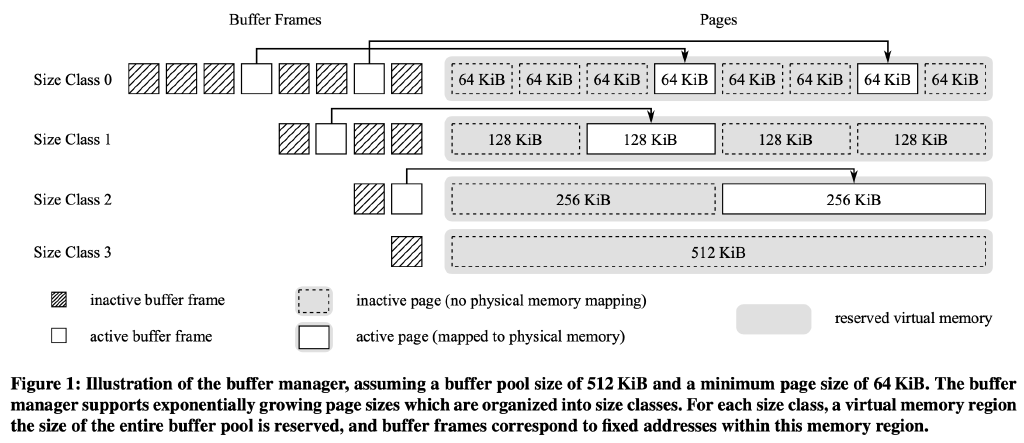 Buffer Frames Pages
Size Class 0 64 KiB 64 KiB 64 KiB 64 KiB 64 KiB 64 KiB 64 KiB 64 KiB
Size Class 1 128 KiB 128 KiB 128 KiB 128 KiB
Size Class 2 256 KiB 256 KiB
Size Class 3 512 KiB
inactive buffer frame inactive page (no physical memory mapping)
reserved virtual memory
active buffer frame active page (mapped to physical memory)
Figure 1: Illustration of the buffer manager, assuming a buffer pool size of 512 KiB and a minimum page size of 64 KiB. The buffer
manager supports exponentially growing page sizes which are organized into size classes. For each size class, a virtual memory region
the size of the entire buffer pool is reserved, and buffer frames correspond to fixed addresses within this memory region.